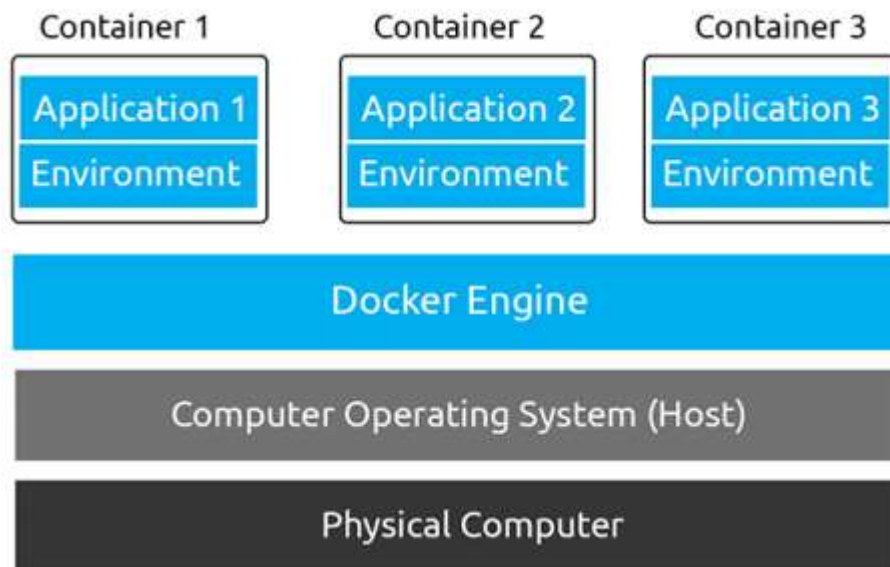 Container 1
Container 2
Container 3
Application 1
Environment
Application 2
Environment
Application 3
Environment
Docker Engine
Computer Operating System (Host)
Physical Computer